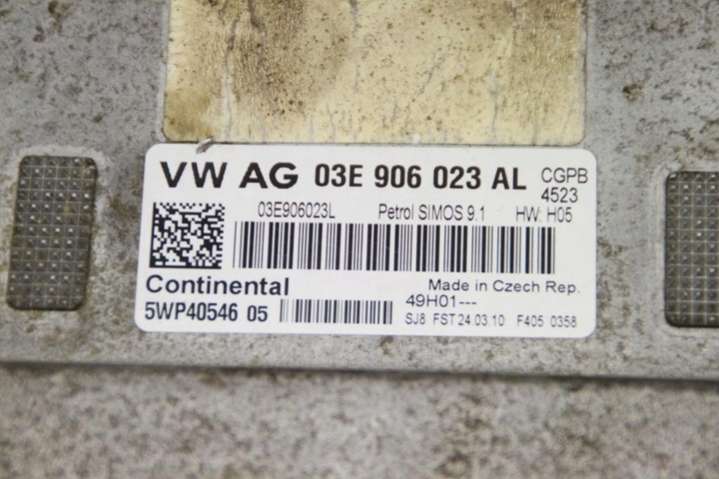 VW AG 03E 906 023 AL CGPB
4523
03E906023L Petrol SIMOS 9.1 HW: H05
Continental Made in Czech Rep.
5WP40546 05 49H01---
SJ8 FST 24.03.10 F405 0358